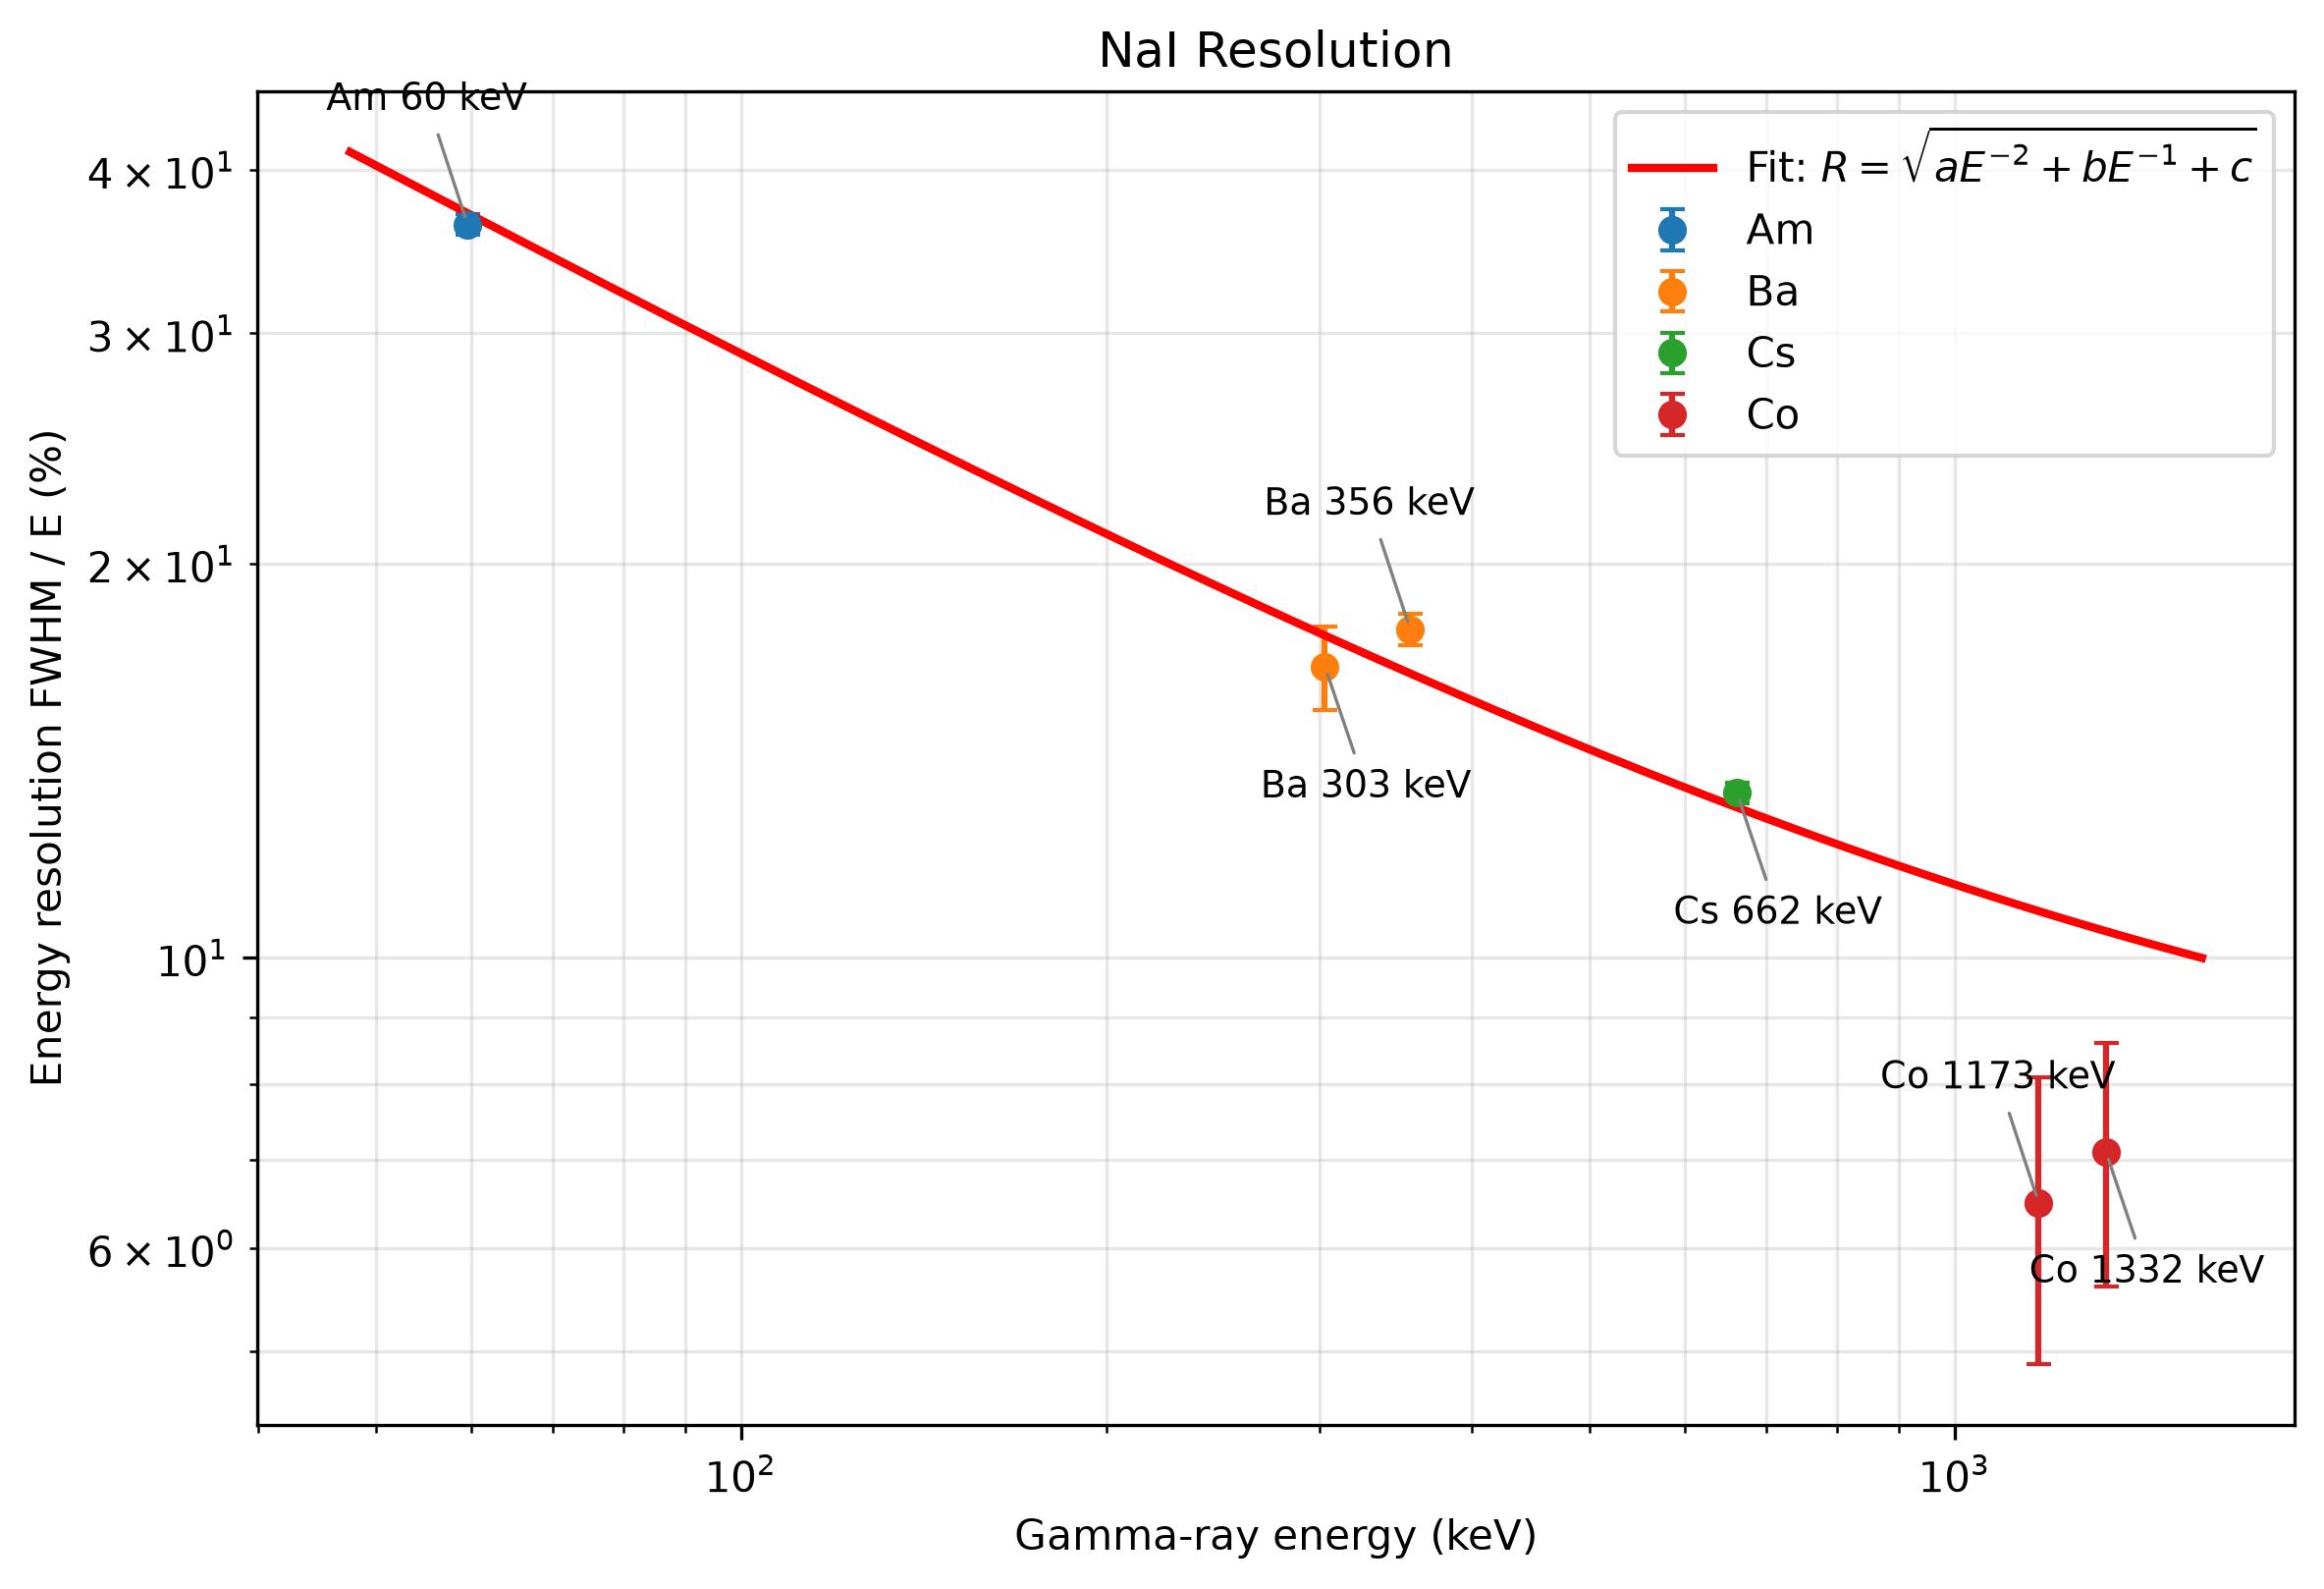 NaI Resolution
Am 60 keV
Fit: R = √(aE⁻² + bE⁻¹ + c)
Am
Ba
Cs
Co
4 × 10¹
3 × 10¹
2 × 10¹
10¹
6 × 10⁰
Energy resolution FWHM / E (%)
Ba 356 keV
Ba 303 keV
Cs 662 keV
Co 1173 keV
Co 1332 keV
10²
10³
Gamma-ray energy (keV)